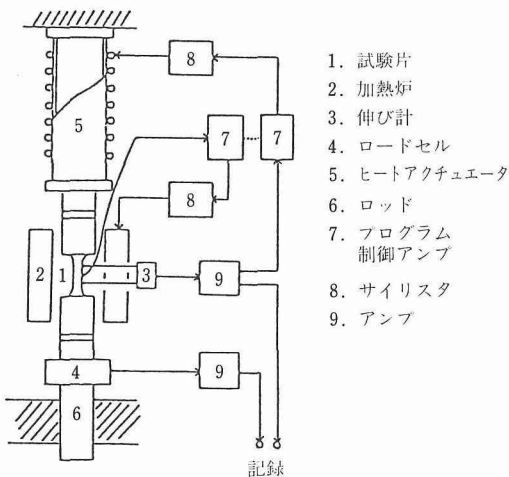 8
5
7
7
8
2
1
3
9
4
9
6
記録
1. 試験片
2. 加熱炉
3. 伸び計
4. ロードセル
5. ヒートアクチュエータ
6. ロッド
7. プログラム
制御アンプ
8. サイリスタ
9. アンプ